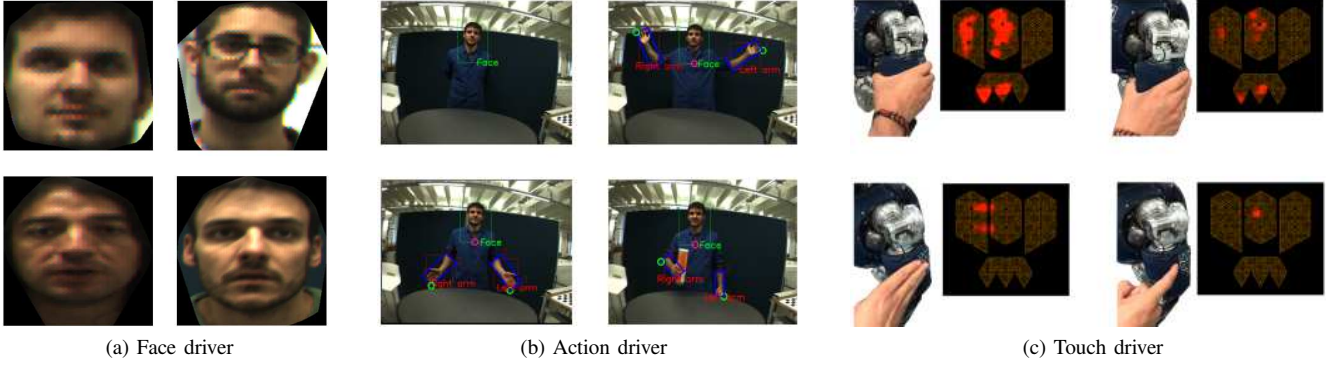 Face
Right arm
Face
Left arm
Face
Right arm
Left arm
Face
Right arm
Left arm
(a) Face driver
(b) Action driver
(c) Touch driver